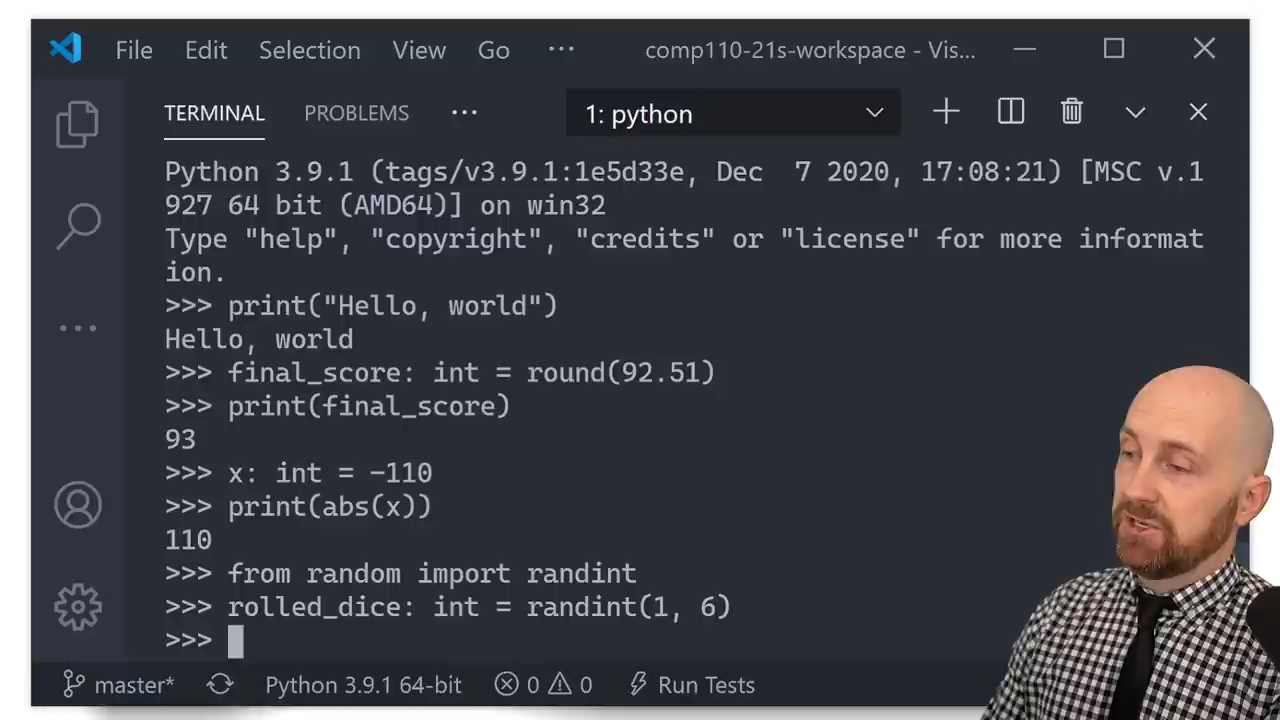 File Edit Selection View Go ··· comp110-21s-workspace - Vis...
TERMINAL PROBLEMS ··· 1: python
Python 3.9.1 (tags/v3.9.1:1e5d33e, Dec  7 2020, 17:08:21) [MSC v.1
927 64 bit (AMD64)] on win32
Type "help", "copyright", "credits" or "license" for more informat
ion.
>>> print("Hello, world")
Hello, world
>>> final_score: int = round(92.51)
>>> print(final_score)
93
>>> x: int = -110
>>> print(abs(x))
110
>>> from random import randint
>>> rolled_dice: int = randint(1, 6)
>>>
master* Python 3.9.1 64-bit 0 0 Run Tests